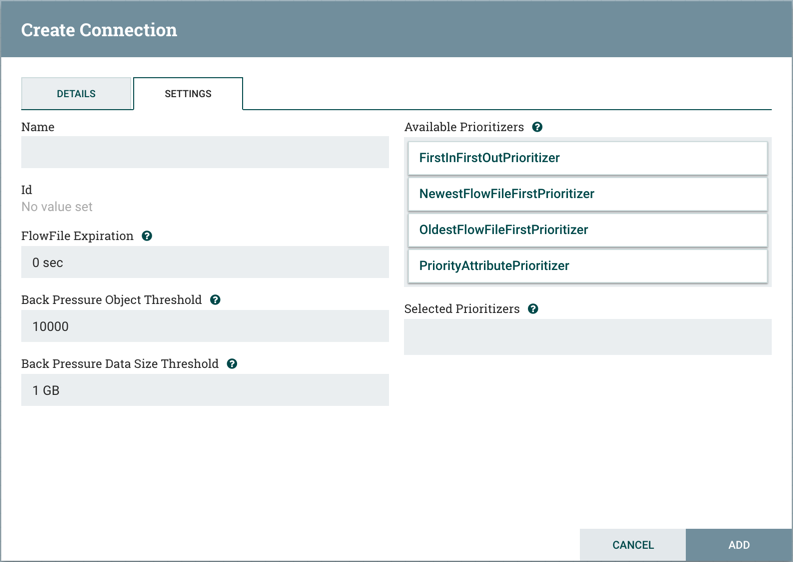 Create Connection
DETAILS
SETTINGS
Name
Id
No value set
FlowFile Expiration ?
0 sec
Back Pressure Object Threshold ?
10000
Back Pressure Data Size Threshold ?
1 GB
Available Prioritizers ?
FirstInFirstOutPrioritizer
NewestFlowFileFirstPrioritizer
OldestFlowFileFirstPrioritizer
PriorityAttributePrioritizer
Selected Prioritizers ?
CANCEL
ADD